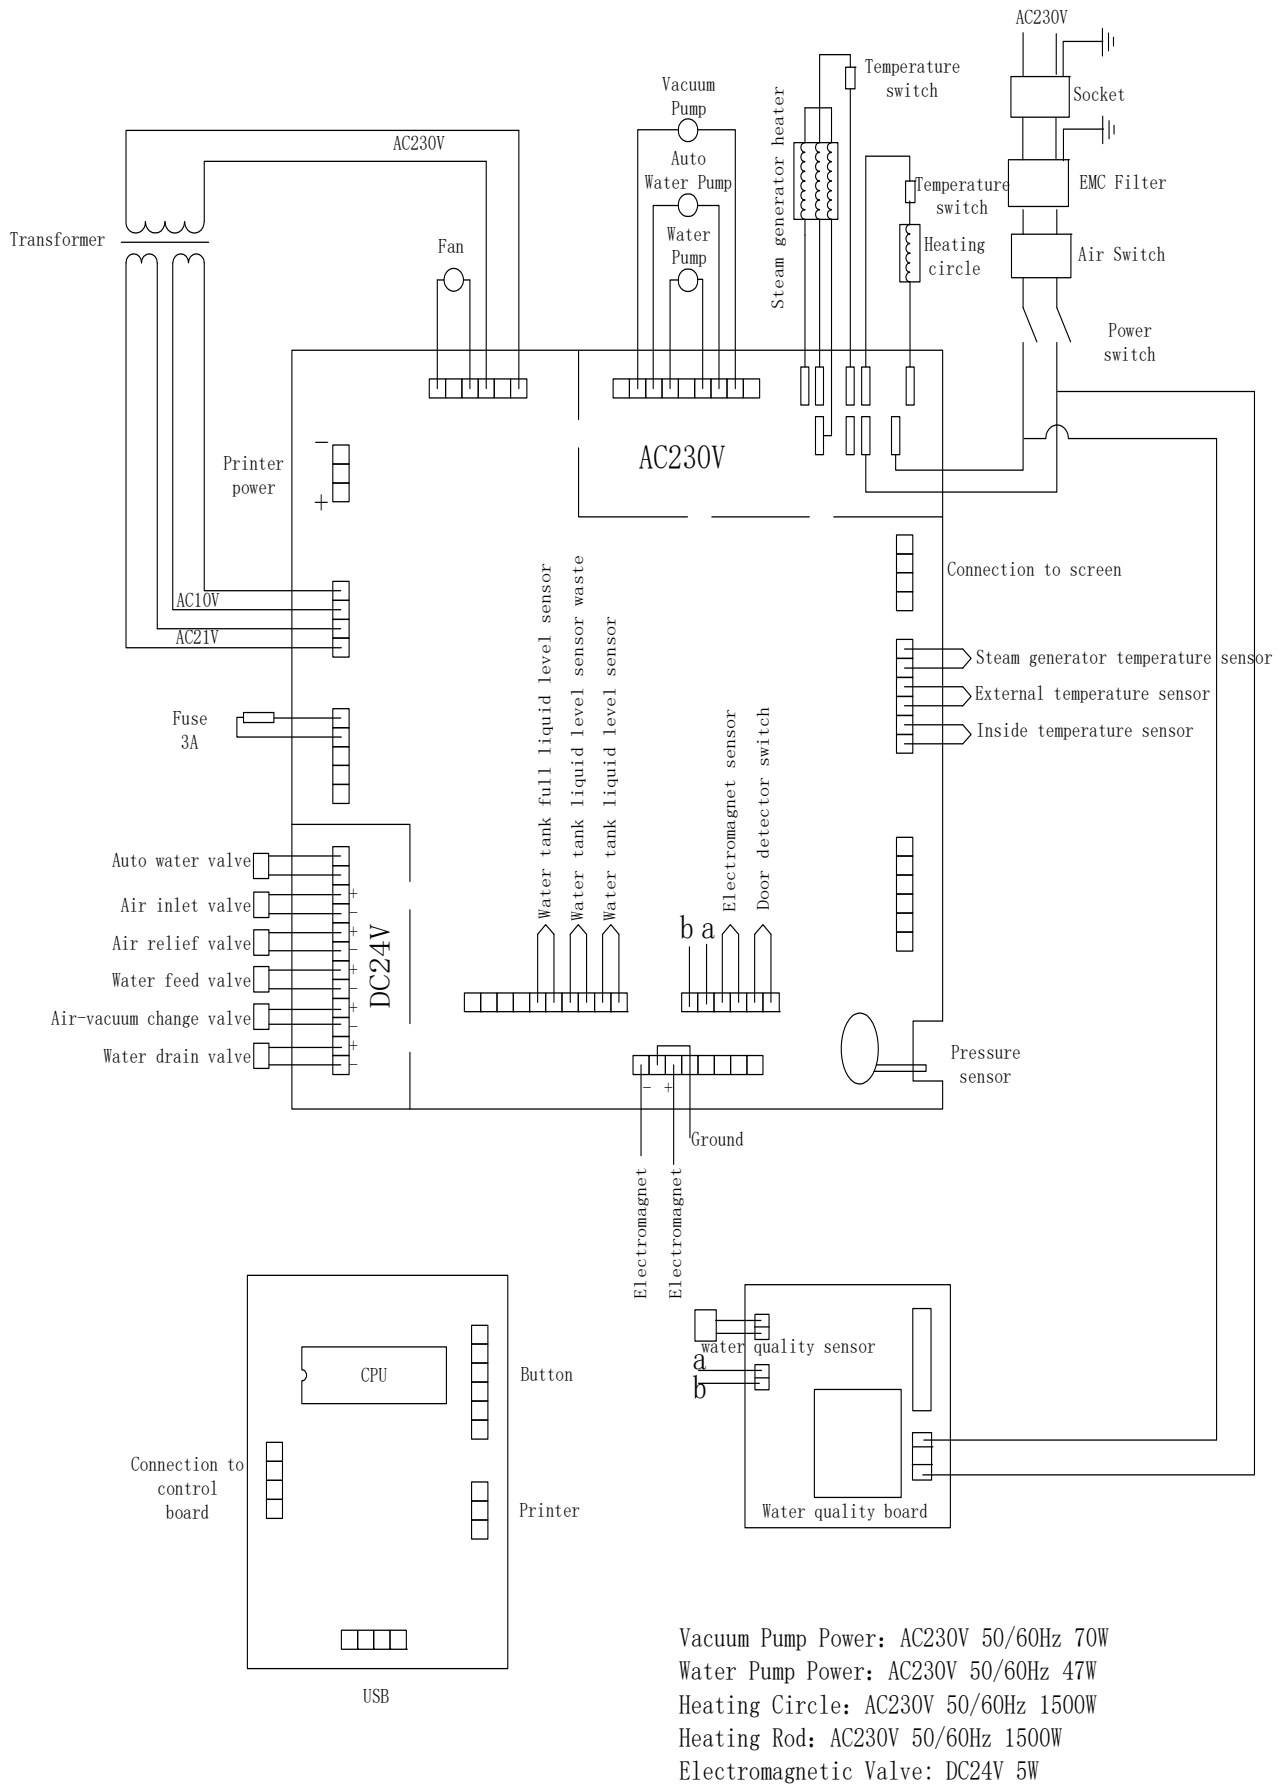 AC230V
Temperature
switch
Socket
Vacuum
Pump
Steam generator heater
AC230V
Auto
Water Pump
Temperature
switch
EMC Filter
Transformer
Fan
Water
Pump
Heating
circle
Air Switch
Power
switch
−
Printer
power
+
AC230V
Connection to screen
AC10V
AC21V
Water tank full liquid level sensor
Water tank liquid level sensor waste
Water tank liquid level sensor
Steam generator temperature sensor
External temperature sensor
Inside temperature sensor
Fuse
3A
Electromagnet sensor
Door detector switch
b a
Auto water valve
Air inlet valve
+
−
Air relief valve
+
−
Water feed valve
+
−
Air-vacuum change valve
+
−
Water drain valve
+
−
DC24V
Pressure
sensor
− +
Ground
Electromagnet
Electromagnet
water quality sensor
a
b
CPU
Button
Connection to
control
board
Printer
Water quality board
USB
Vacuum Pump Power: AC230V 50/60Hz 70W
Water Pump Power: AC230V 50/60Hz 47W
Heating Circle: AC230V 50/60Hz 1500W
Heating Rod: AC230V 50/60Hz 1500W
Electromagnetic Valve: DC24V 5W